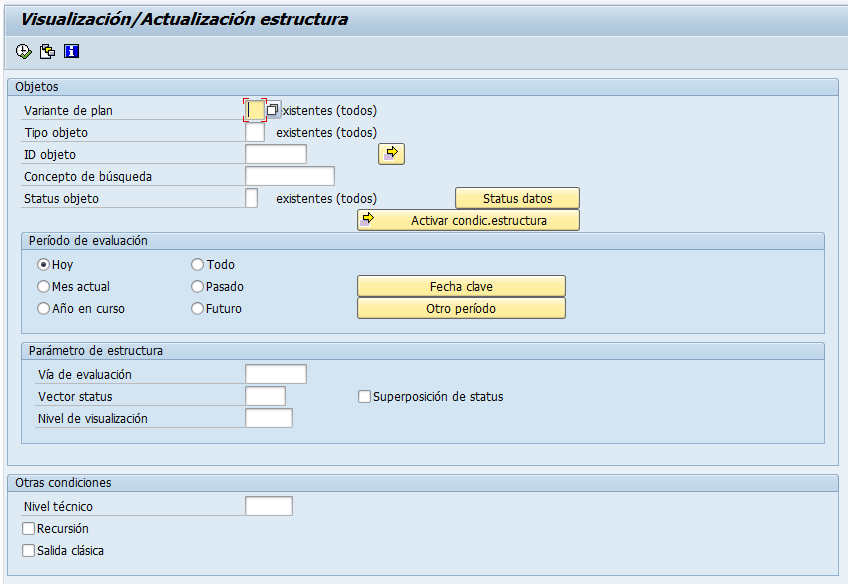 Visualización/Actualización estructura
Objetos
Variante de plan xistentes (todos)
Tipo objeto existentes (todos)
ID objeto
Concepto de búsqueda
Status objeto existentes (todos) Status datos
Activar condic.estructura
Período de evaluación
Hoy Todo
Mes actual Pasado Fecha clave
Año en curso Futuro Otro período
Parámetro de estructura
Vía de evaluación
Vector status Superposición de status
Nivel de visualización
Otras condiciones
Nivel técnico
Recursión
Salida clásica